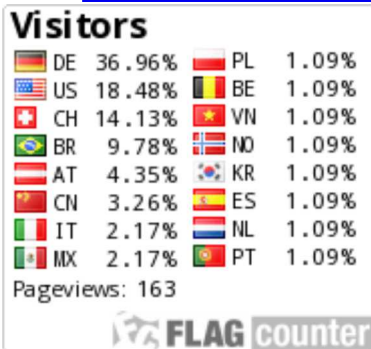 Visitors
DE 36.96% PL 1.09%
US 18.48% BE 1.09%
CH 14.13% VN 1.09%
BR 9.78% NO 1.09%
AT 4.35% KR 1.09%
CN 3.26% ES 1.09%
IT 2.17% NL 1.09%
MX 2.17% PT 1.09%
Pageviews: 163
FLAG counter